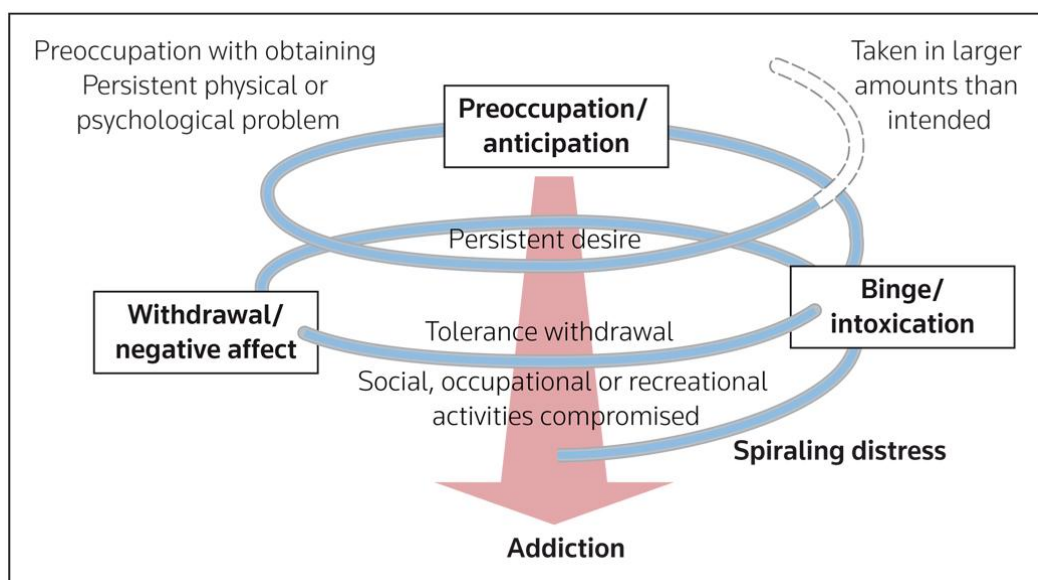 Preoccupation with obtaining
Persistent physical or
psychological problem
Preoccupation/
anticipation
Taken in larger
amounts than
intended
Persistent desire
Withdrawal/
negative affect
Binge/
intoxication
Tolerance withdrawal
Social, occupational or recreational
activities compromised
Spiraling distress
Addiction